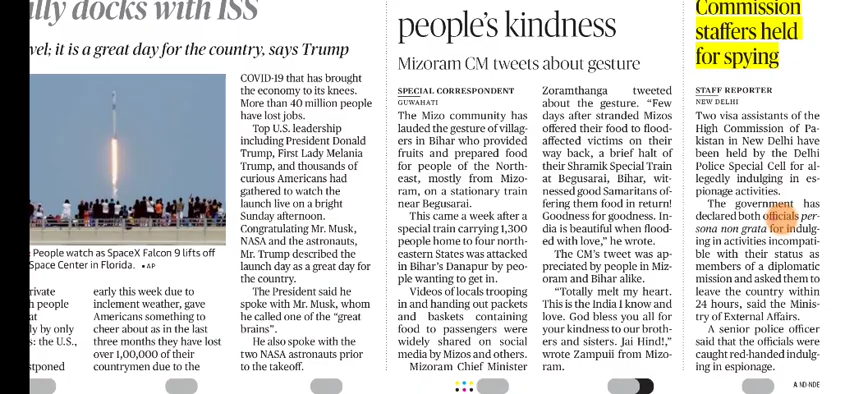 ully docks with ISS
vel; it is a great day for the country, says Trump
: People watch as SpaceX Falcon 9 lifts off
Space Center in Florida. • AP
rivate
h people
at
ly by only
s: the U.S.,
stponed
early this week due to
inclement weather, gave
Americans something to
cheer about as in the last
three months they have lost
over 1,00,000 of their
countrymen due to the
COVID-19 that has brought
the economy to its knees.
More than 40 million people
have lost jobs.
Top U.S. leadership
including President Donald
Trump, First Lady Melania
Trump, and thousands of
curious Americans had
gathered to watch the
launch live on a bright
Sunday afternoon.
Congratulating Mr. Musk,
NASA and the astronauts,
Mr. Trump described the
launch day as a great day for
the country.
The President said he
spoke with Mr. Musk, whom
he called one of the “great
brains”.
He also spoke with the
two NASA astronauts prior
to the takeoff.
people’s kindness
Mizoram CM tweets about gesture
SPECIAL CORRESPONDENT
GUWAHATI
The Mizo community has
lauded the gesture of villag-
ers in Bihar who provided
fruits and prepared food
for people of the North-
east, mostly from Mizo-
ram, on a stationary train
near Begusarai.
This came a week after a
special train carrying 1,300
people home to four north-
eastern States was attacked
in Bihar’s Danapur by peo-
ple wanting to get in.
Videos of locals trooping
in and handing out packets
and baskets containing
food to passengers were
widely shared on social
media by Mizos and others.
Mizoram Chief Minister
Zoramthanga tweeted
about the gesture. “Few
days after stranded Mizos
offered their food to flood-
affected victims on their
way back, a brief halt of
their Shramik Special Train
at Begusarai, Bihar, wit-
nessed good Samaritans of-
fering them food in return!
Goodness for goodness. In-
dia is beautiful when flood-
ed with love,” he wrote.
The CM’s tweet was ap-
preciated by people in Miz-
oram and Bihar alike.
“Totally melt my heart.
This is the India I know and
love. God bless you all for
your kindness to our broth-
ers and sisters. Jai Hind!,”
wrote Zampuii from Mizo-
ram.
Commission
staffers held
for spying
STAFF REPORTER
NEW DELHI
Two visa assistants of the
High Commission of Pa-
kistan in New Delhi have
been held by the Delhi
Police Special Cell for al-
legedly indulging in es-
pionage activities.
The government has
declared both officials per-
sona non grata for indulg-
ing in activities incompati-
ble with their status as
members of a diplomatic
mission and asked them to
leave the country within
24 hours, said the Minis-
try of External Affairs.
A senior police officer
said that the officials were
caught red-handed indulg-
ing in espionage.
A ND-NDE